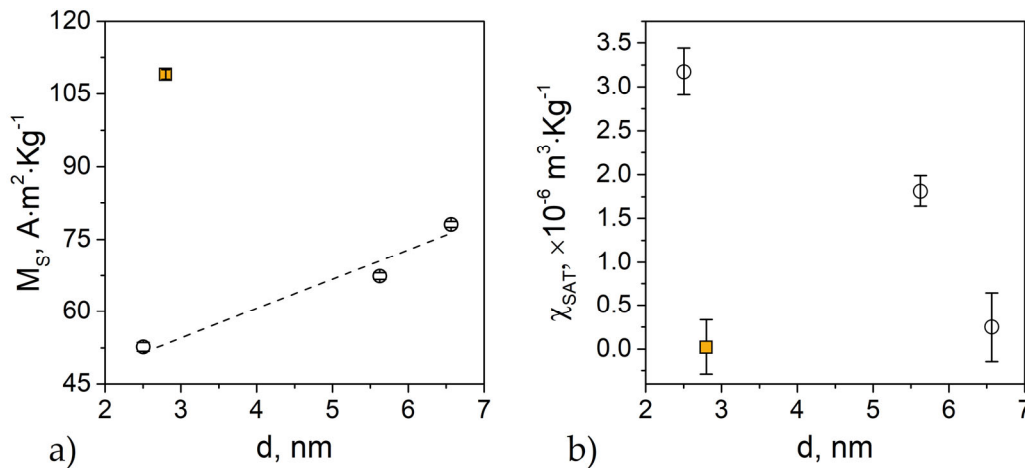 120
105
90
75
60
45
M_S, A·m²·Kg⁻¹
2 3 4 5 6 7
d, nm
a)
3.5
3.0
2.5
2.0
1.5
1.0
0.5
0.0
χ_SAT, ×10⁻⁶ m³·Kg⁻¹
2 3 4 5 6 7
d, nm
b)